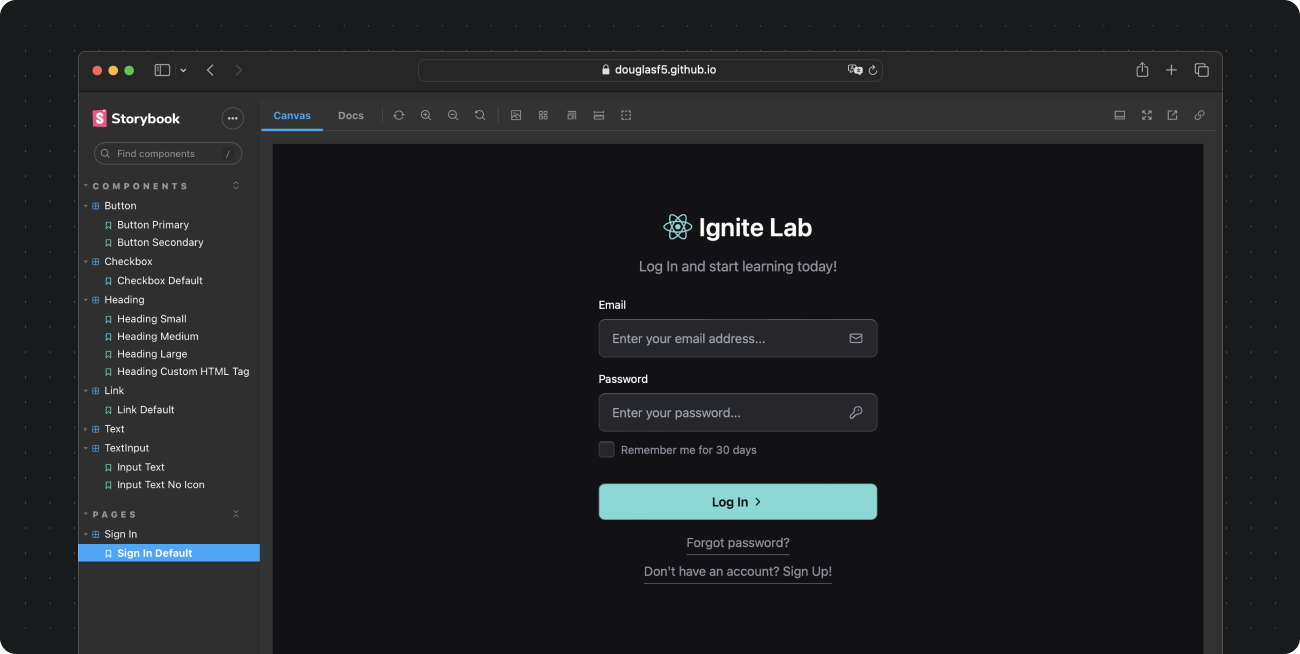 douglasf5.github.io
Storybook
Find components /
COMPONENTS
Button
Button Primary
Button Secondary
Checkbox
Checkbox Default
Heading
Heading Small
Heading Medium
Heading Large
Heading Custom HTML Tag
Link
Link Default
Text
TextInput
Input Text
Input Text No Icon
PAGES
Sign In
Sign In Default
Canvas Docs
Ignite Lab
Log In and start learning today!
Email
Enter your email address...
Password
Enter your password...
Remember me for 30 days
Log In
Forgot password?
Don't have an account? Sign Up!